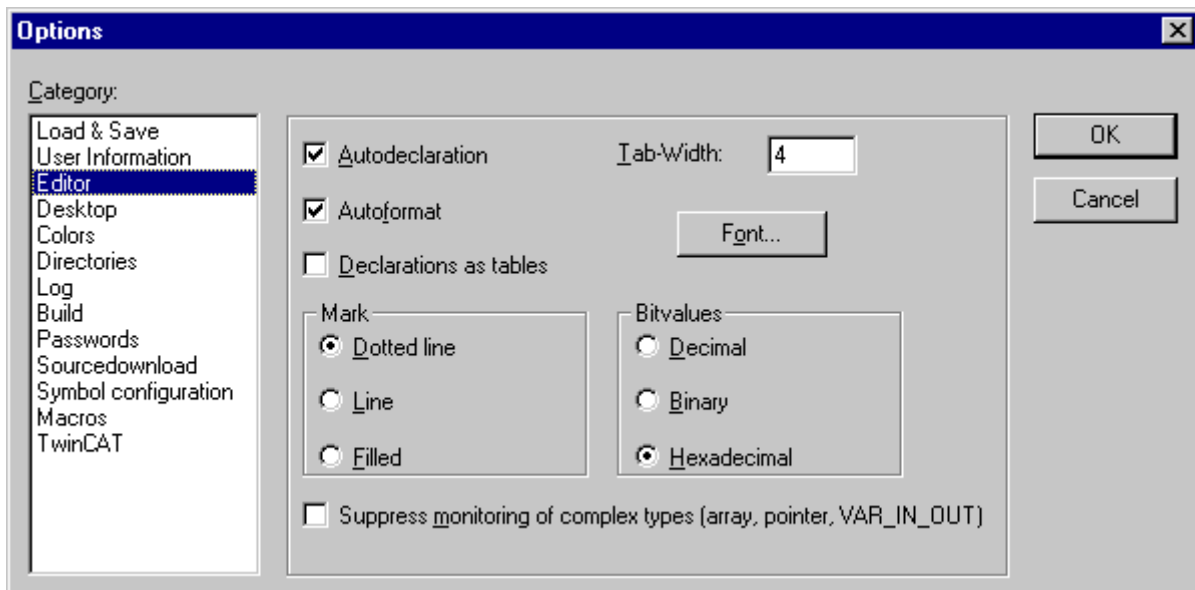 Options
Category:
Load & Save
User Information
Editor
Desktop
Colors
Directories
Log
Build
Passwords
Sourcedownload
Symbol configuration
Macros
TwinCAT
Autodeclaration
Tab-Width: 4
Autoformat
Font...
Declarations as tables
Mark
Dotted line
Line
Filled
Bitvalues
Decimal
Binary
Hexadecimal
Suppress monitoring of complex types (array, pointer, VAR_IN_OUT)
OK
Cancel